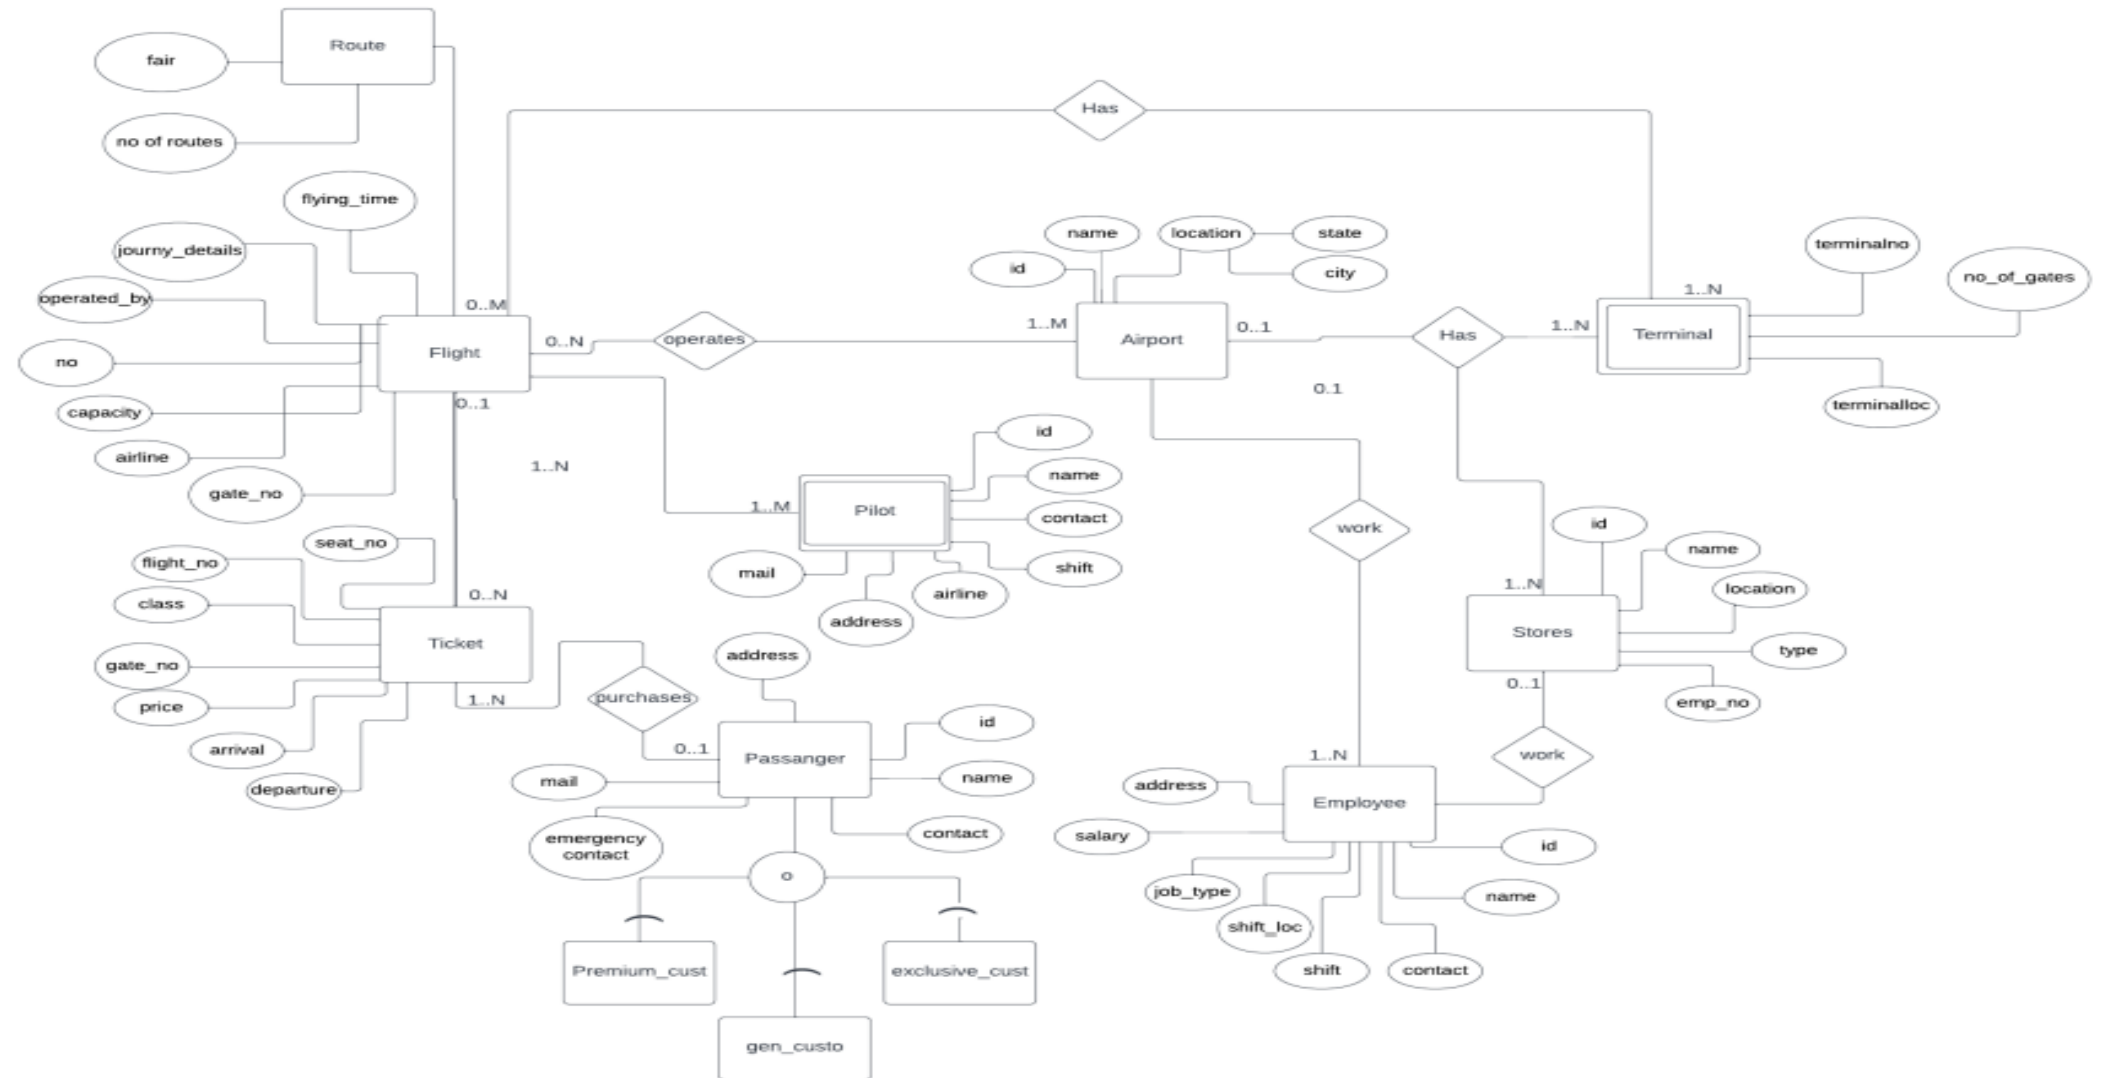 Route
fair
no of routes
Has
flying_time
journy_details
operated_by
no
capacity
airline
gate_no
Flight
0..M
0..N
operates
1..M
0..1
1..N
name
location
state
id
city
Airport
0..1
Has
1..N
1..N
Terminal
terminalno
no_of_gates
terminalloc
0.1
1..M
Pilot
id
name
contact
shift
airline
address
mail
work
seat_no
flight_no
class
gate_no
price
arrival
departure
0..N
Ticket
1..N
purchases
0..1
address
Passanger
id
name
contact
mail
emergency
contact
o
Premium_cust
exclusive_cust
gen_custo
1..N
Stores
id
name
location
type
emp_no
0..1
work
1..N
Employee
address
salary
job_type
shift_loc
shift
contact
name
id